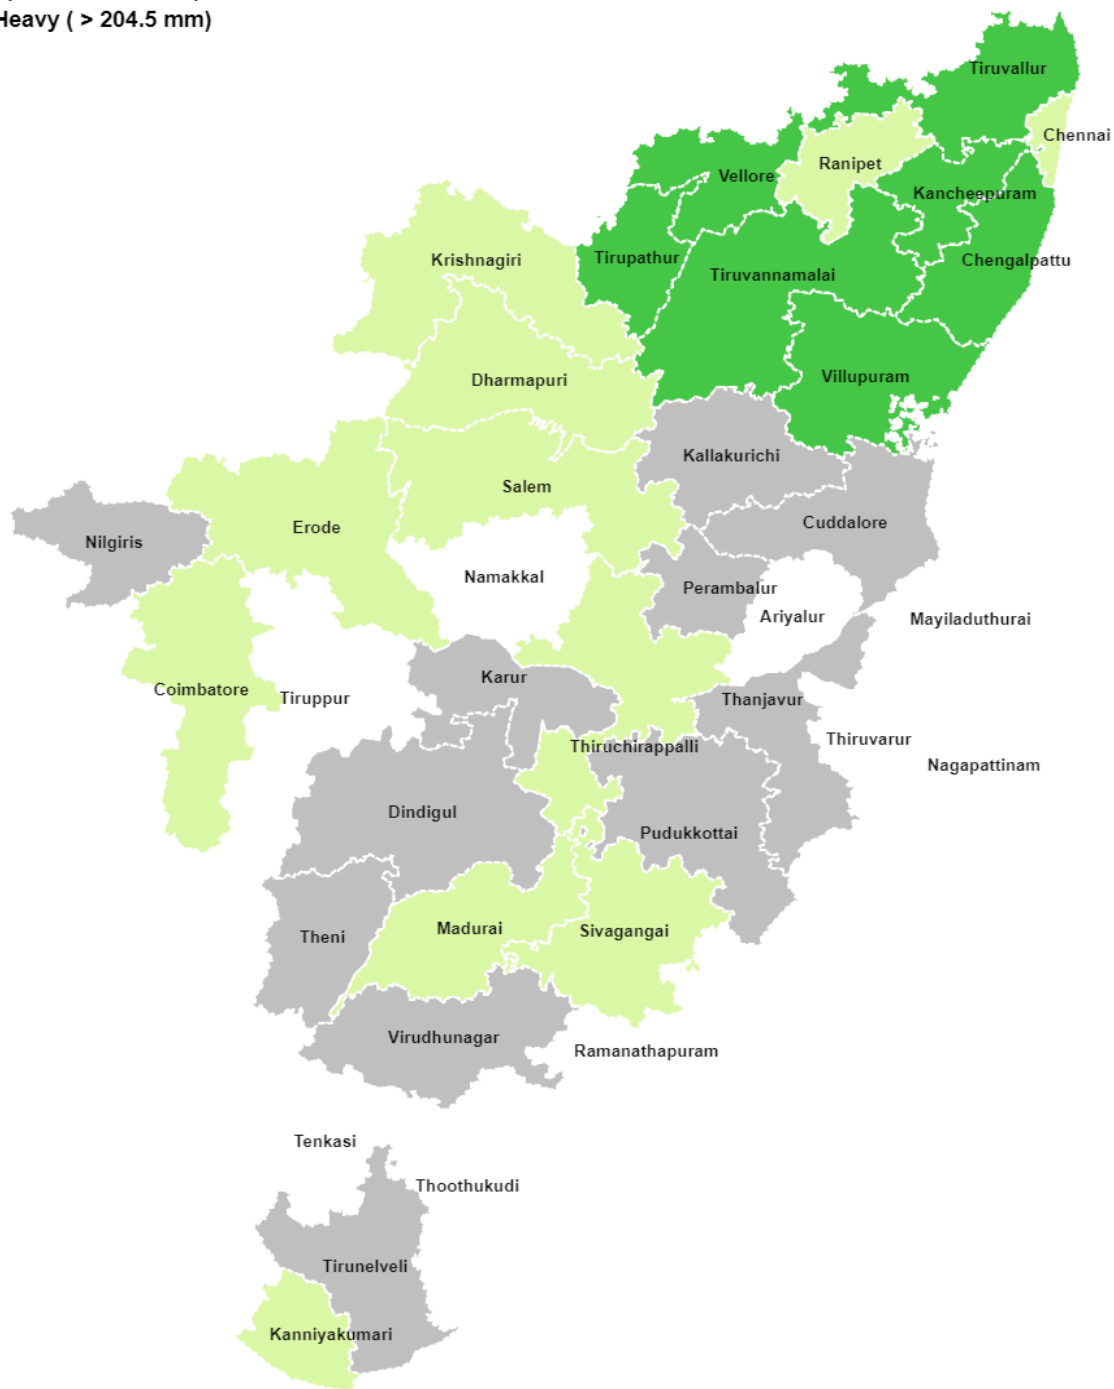 Heavy ( > 204.5 mm)
Tiruvallur
Chennai
Ranipet
Vellore
Kancheepuram
Tirupathur
Krishnagiri
Chengalpattu
Tiruvannamalai
Villupuram
Dharmapuri
Kallakurichi
Salem
Cuddalore
Erode
Nilgiris
Namakkal
Perambalur
Ariyalur
Mayiladuthurai
Karur
Coimbatore
Tiruppur
Thanjavur
Thiruvarur
Thiruchirappalli
Nagapattinam
Dindigul
Pudukkottai
Madurai
Sivagangai
Theni
Virudhunagar
Ramanathapuram
Tenkasi
Thoothukudi
Tirunelveli
Kanniyakumari